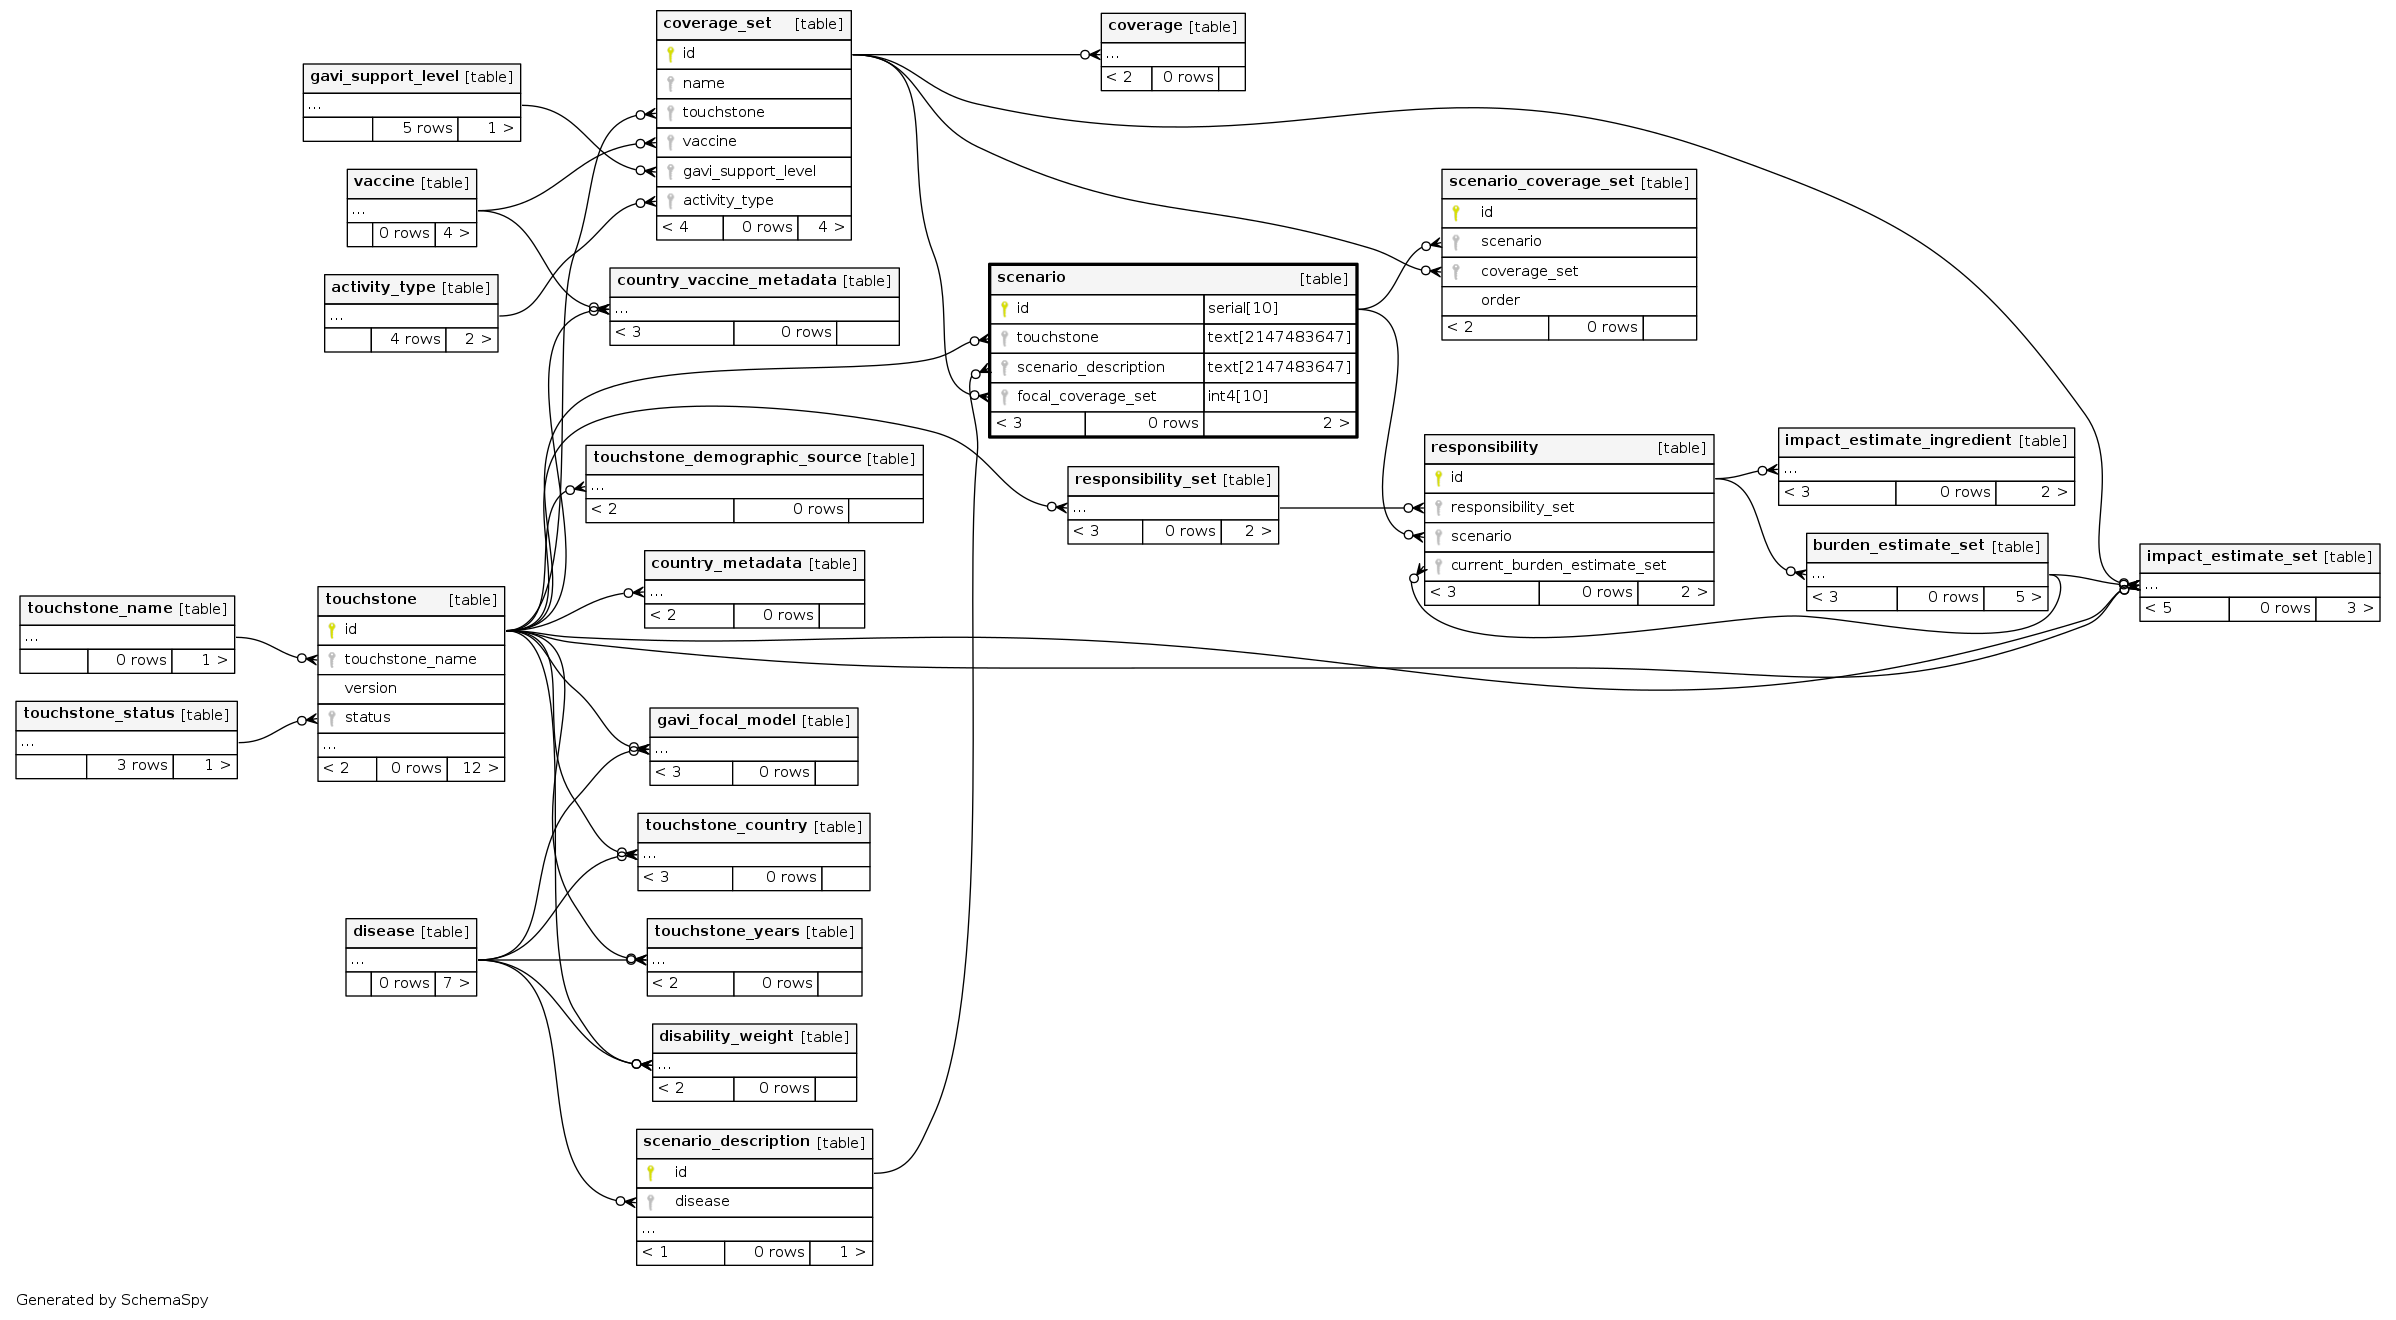 coverage_set [table]
id
name
touchstone
vaccine
gavi_support_level
activity_type
< 4 0 rows 4 >
coverage [table]
...
< 2 0 rows
gavi_support_level [table]
...
5 rows 1 >
vaccine [table]
...
0 rows 4 >
activity_type [table]
...
4 rows 2 >
country_vaccine_metadata [table]
...
< 3 0 rows
scenario [table]
id serial[10]
touchstone text[2147483647]
scenario_description text[2147483647]
focal_coverage_set int4[10]
< 3 0 rows 2 >
scenario_coverage_set [table]
id
scenario
coverage_set
order
< 2 0 rows
touchstone_demographic_source [table]
...
< 2 0 rows
responsibility_set [table]
...
< 3 0 rows 2 >
responsibility [table]
id
responsibility_set
scenario
current_burden_estimate_set
< 3 0 rows 2 >
impact_estimate_ingredient [table]
...
< 3 0 rows 2 >
burden_estimate_set [table]
...
< 3 0 rows 5 >
impact_estimate_set [table]
...
< 5 0 rows 3 >
country_metadata [table]
...
< 2 0 rows
touchstone_name [table]
...
0 rows 1 >
touchstone_status [table]
...
3 rows 1 >
touchstone [table]
id
touchstone_name
version
status
...
< 2 0 rows 12 >
gavi_focal_model [table]
...
< 3 0 rows
touchstone_country [table]
...
< 3 0 rows
disease [table]
...
0 rows 7 >
touchstone_years [table]
...
< 2 0 rows
disability_weight [table]
...
< 2 0 rows
scenario_description [table]
id
disease
...
< 1 0 rows 1 >
Generated by SchemaSpy